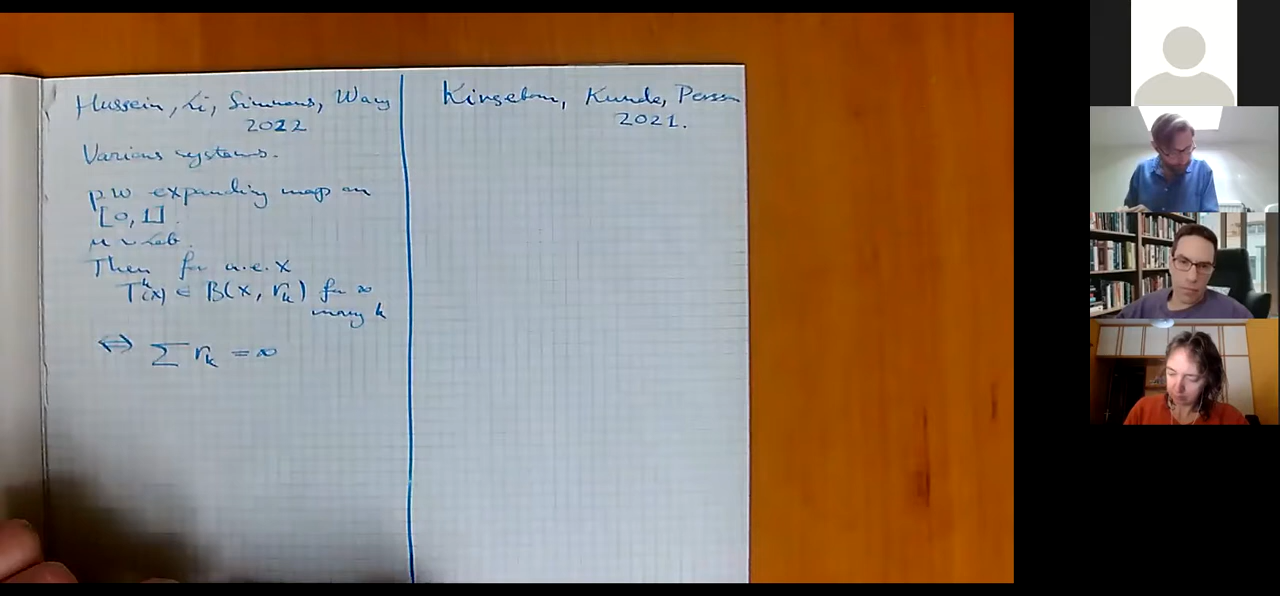 Hussein, Li, Simmons, Wang
2022
Various systems.
pw expanding map on
[0,1].
μ ~ Leb.
Then for a.e. x
T^k(x) ∈ B(x, r_k) for ∞
many k
⇔ Σ r_k = ∞
Kirsebom, Kunde, Persson
2021.